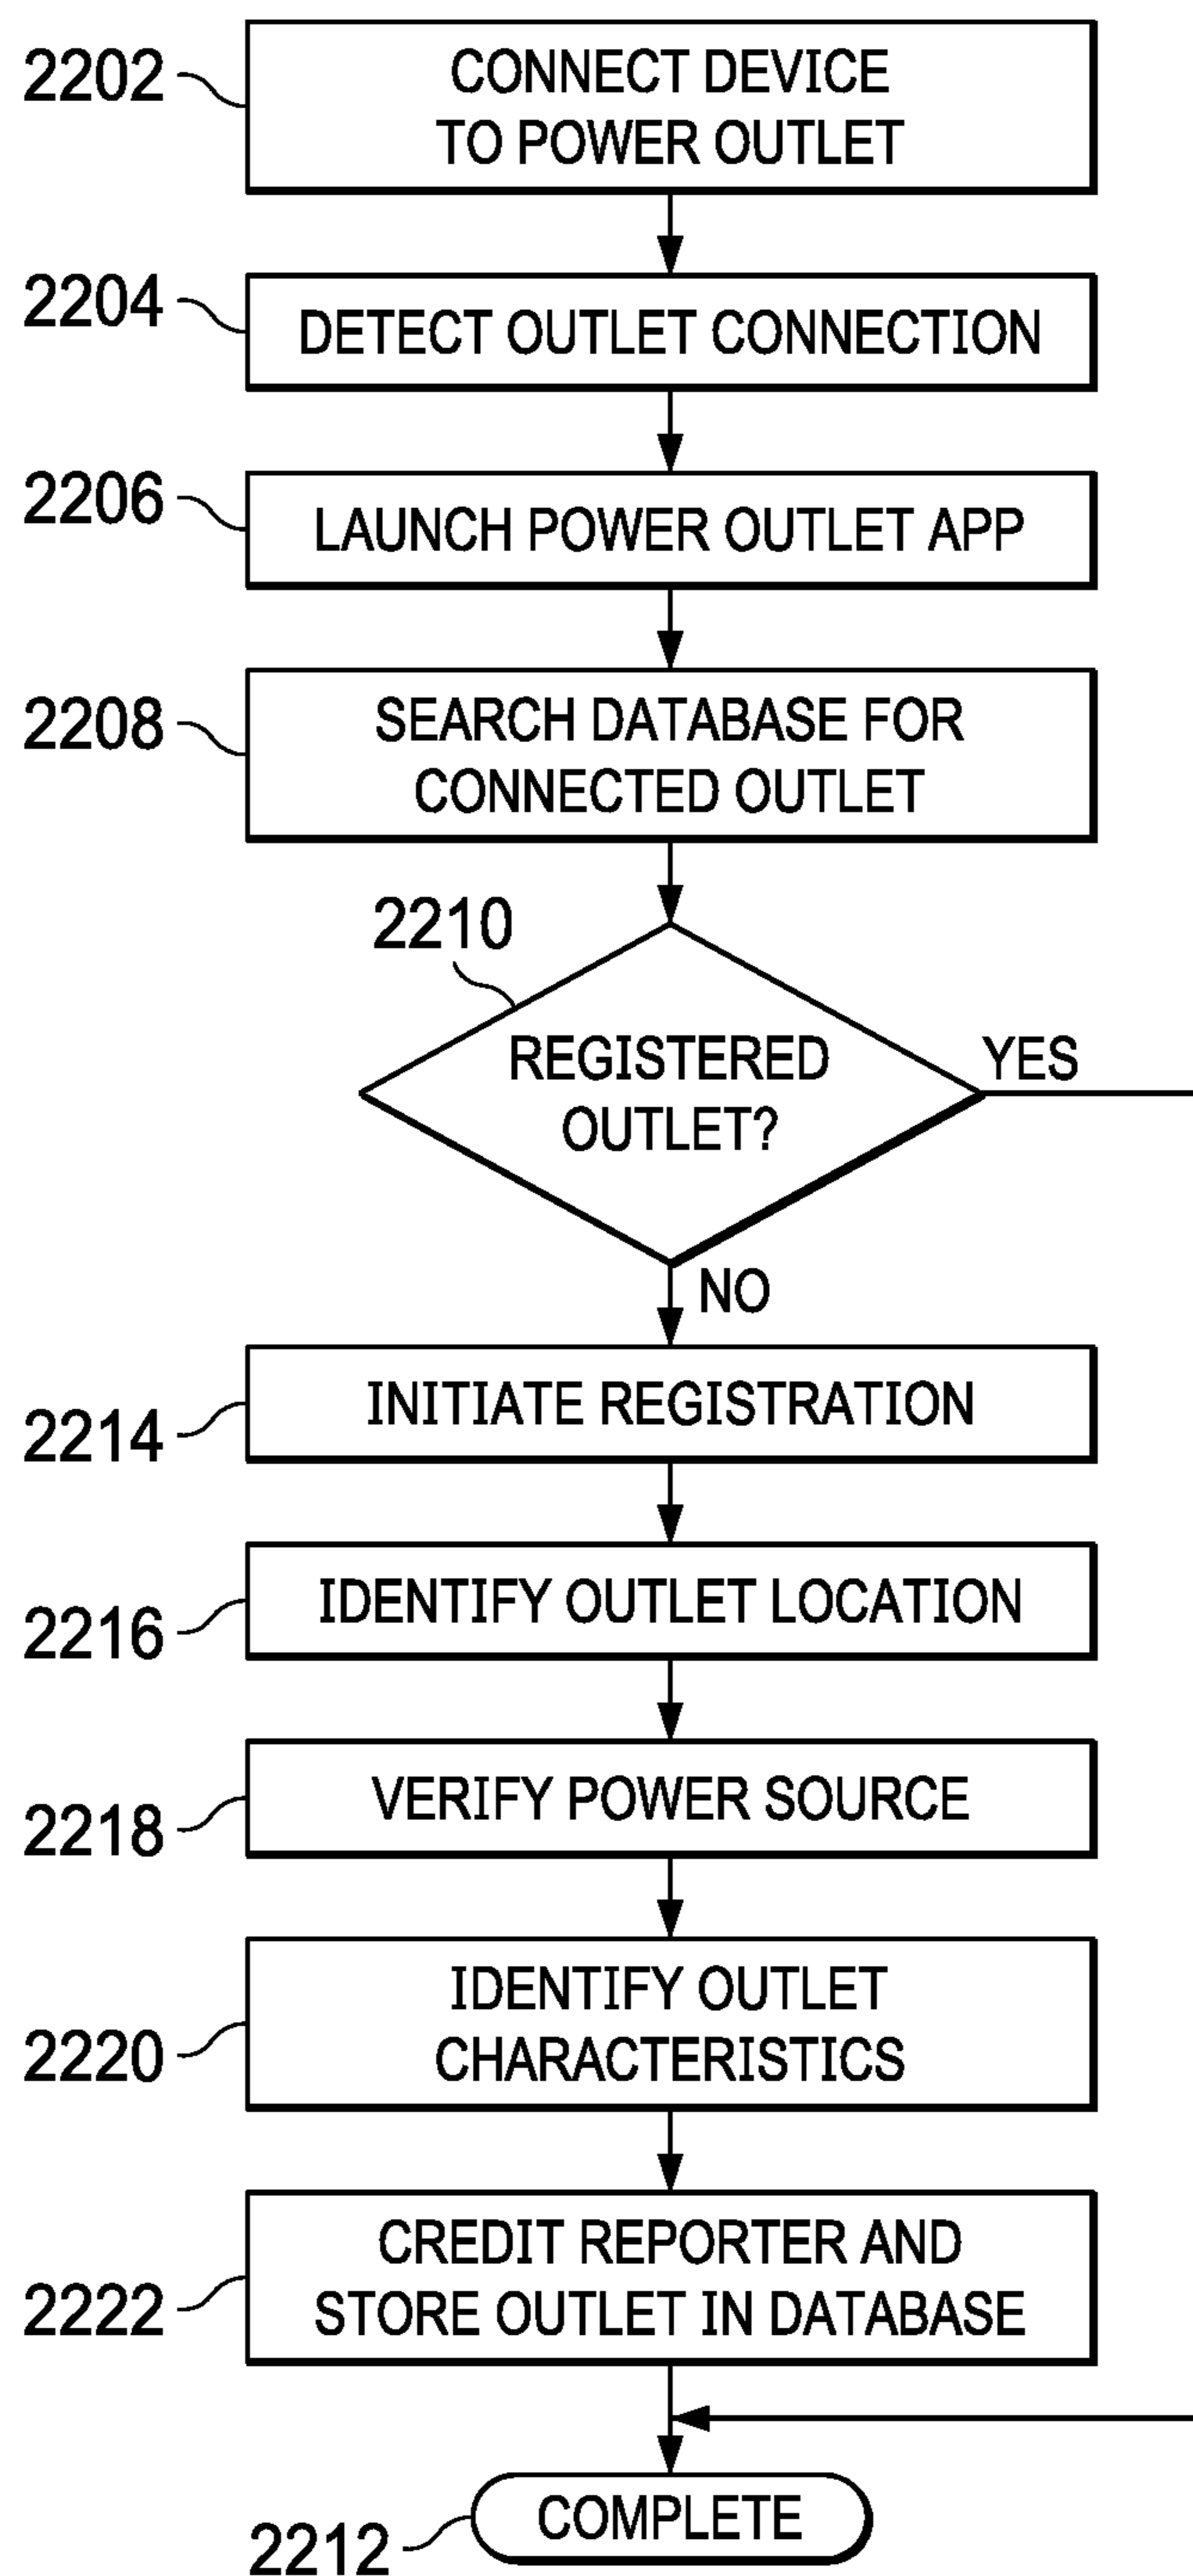 2202
CONNECT DEVICE
TO POWER OUTLET
2204
DETECT OUTLET CONNECTION
2206
LAUNCH POWER OUTLET APP
2208
SEARCH DATABASE FOR
CONNECTED OUTLET
2210
REGISTERED
OUTLET?
YES
NO
2214
INITIATE REGISTRATION
2216
IDENTIFY OUTLET LOCATION
2218
VERIFY POWER SOURCE
2220
IDENTIFY OUTLET
CHARACTERISTICS
2222
CREDIT REPORTER AND
STORE OUTLET IN DATABASE
2212
COMPLETE